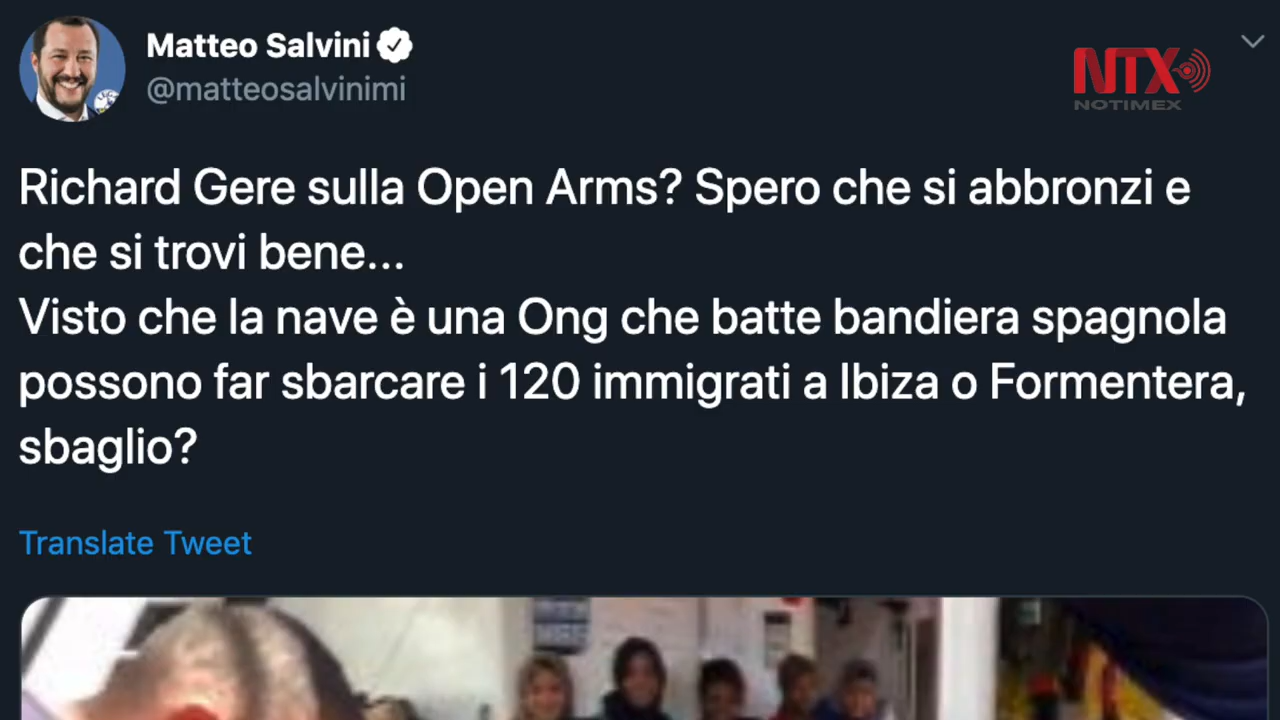 Matteo Salvini
@matteosalvinimi
NTX
NOTIMEX
Richard Gere sulla Open Arms? Spero che si abbronzi e
che si trovi bene...
Visto che la nave è una Ong che batte bandiera spagnola
possono far sbarcare i 120 immigrati a Ibiza o Formentera,
sbaglio?
Translate Tweet